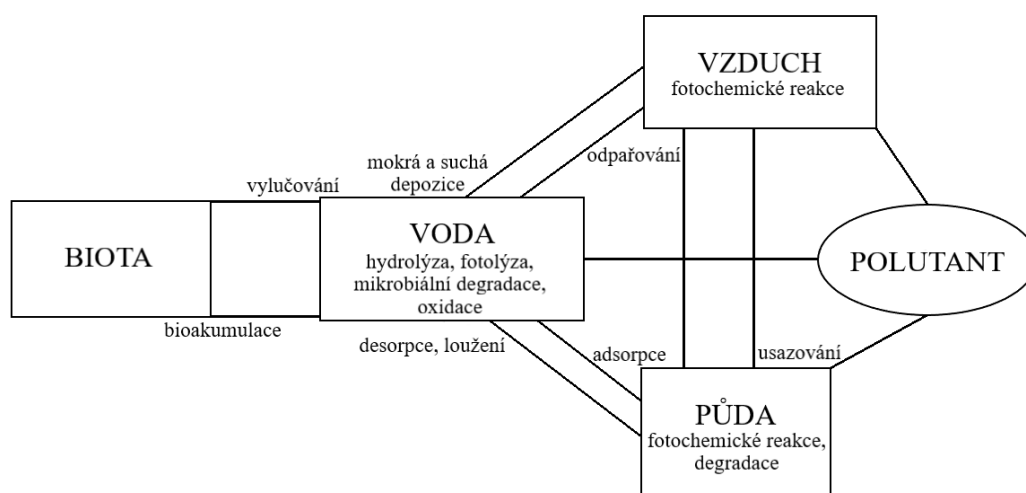 VZDUCH
fotochemické reakce
mokrá a suchá
depozice
odpařování
vylučování
BIOTA
VODA
hydrolýza, fotolýza,
mikrobiální degradace,
oxidace
POLUTANT
bioakumulace
desorpce, loužení
adsorpce
usazování
PŮDA
fotochemické reakce,
degradace